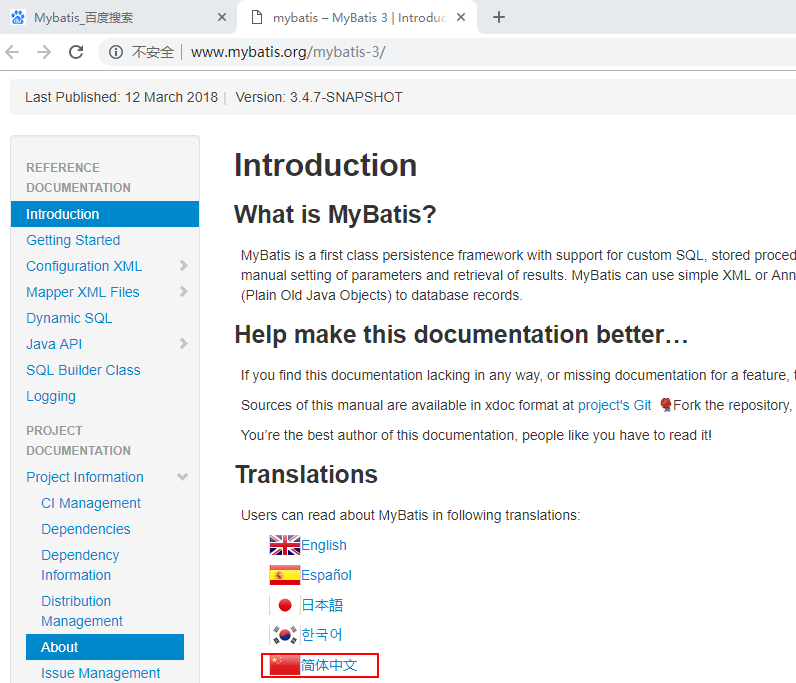 Mybatis_百度搜索
mybatis – MyBatis 3 | Introduc
不安全
www.mybatis.org/mybatis-3/
Last Published: 12 March 2018 | Version: 3.4.7-SNAPSHOT
REFERENCE
DOCUMENTATION
Introduction
Getting Started
Configuration XML
Mapper XML Files
Dynamic SQL
Java API
SQL Builder Class
Logging
PROJECT
DOCUMENTATION
Project Information
CI Management
Dependencies
Dependency
Information
Distribution
Management
About
Issue Management
Introduction
What is MyBatis?
MyBatis is a first class persistence framework with support for custom SQL, stored proced
manual setting of parameters and retrieval of results. MyBatis can use simple XML or Ann
(Plain Old Java Objects) to database records.
Help make this documentation better…
If you find this documentation lacking in any way, or missing documentation for a feature, t
Sources of this manual are available in xdoc format at project's Git Fork the repository,
You’re the best author of this documentation, people like you have to read it!
Translations
Users can read about MyBatis in following translations:
English
Español
日本語
한국어
简体中文